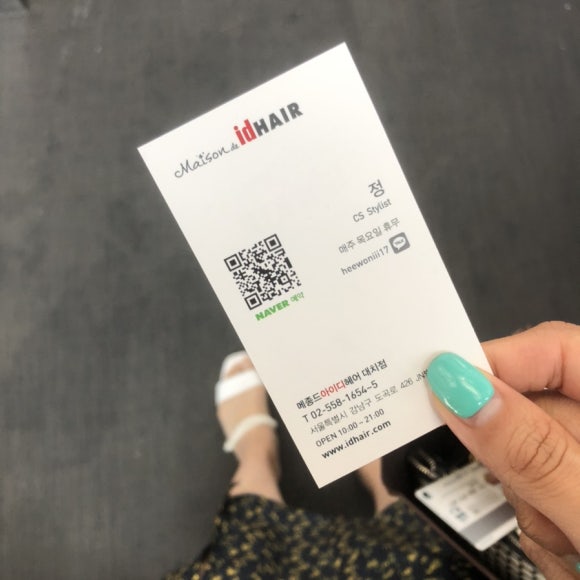 Maison de idHAIR
정
CS Stylist
매주 목요일 휴무
heewoniii17 TALK
NAVER 예약
메종드아이디헤어 대치점
T 02-558-1654~5
서울특별시 강남구 도곡로 426
OPEN 10:00~21:00
www.idhair.com